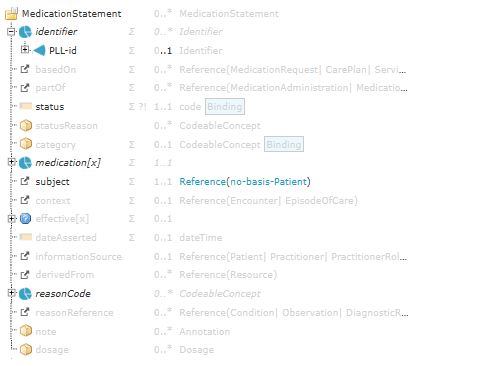 MedicationStatement 0..* MedicationStatement
identifier Σ 0..* Identifier
PLL-id Σ 0..1 Identifier
basedOn Σ 0..* Reference(MedicationRequest| CarePlan| Servi...
partOf Σ 0..* Reference(MedicationAdministration| Medicatio...
status Σ ?! 1..1 code Binding
statusReason 0..* CodeableConcept
category Σ 0..1 CodeableConcept Binding
medication[x] Σ 1..1
subject Σ 1..1 Reference(no-basis-Patient)
context Σ 0..1 Reference(Encounter| EpisodeOfCare)
effective[x] Σ 0..1
dateAsserted Σ 0..1 dateTime
informationSource 0..1 Reference(Patient| Practitioner| PractitionerRol...
derivedFrom 0..* Reference(Resource)
reasonCode 0..* CodeableConcept
reasonReference 0..* Reference(Condition| Observation| DiagnosticR...
note 0..* Annotation
dosage 0..* Dosage